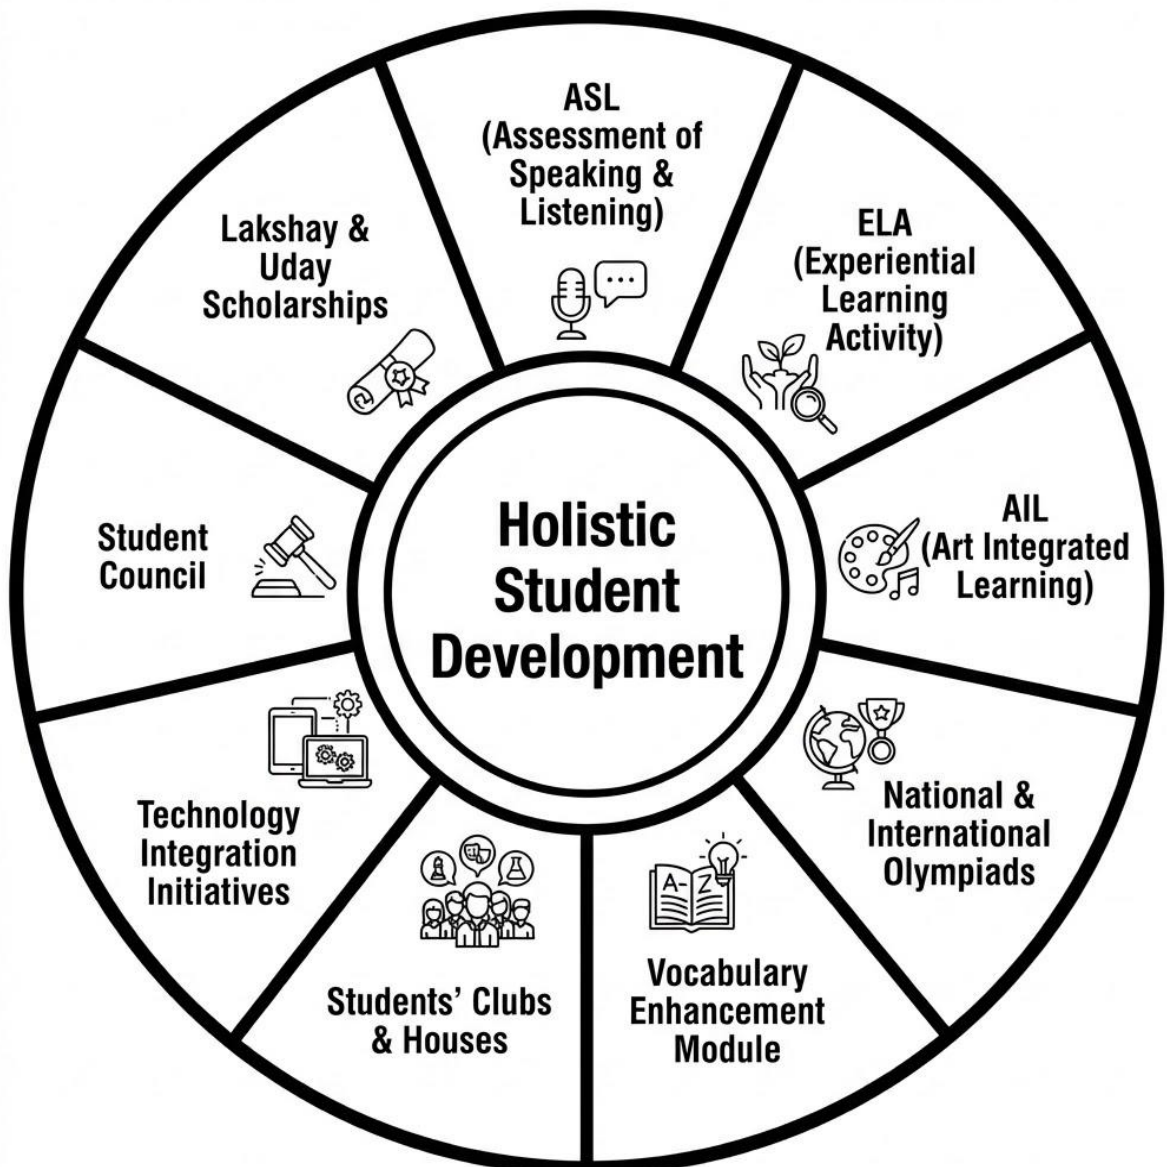 ASL
(Assessment of
Speaking &
Listening)
ELA
(Experiential
Learning
Activity)
AIL
(Art Integrated
Learning)
National &
International
Olympiads
A-Z
Vocabulary
Enhancement
Module
Students’ Clubs
& Houses
Technology
Integration
Initiatives
Student
Council
Lakshay &
Uday
Scholarships
Holistic
Student
Development